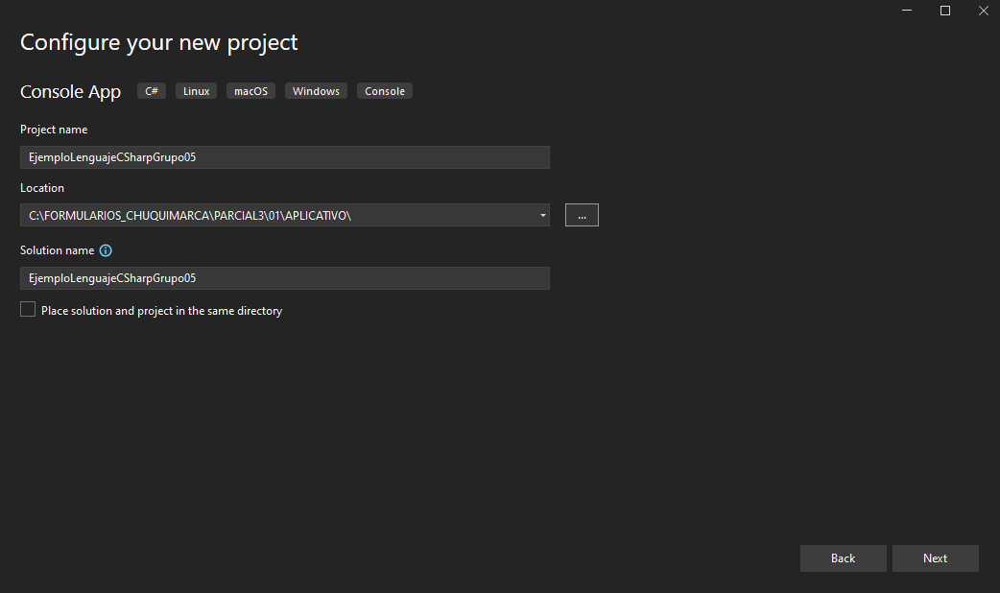 Configure your new project
Console App C# Linux macOS Windows Console
Project name
EjemploLenguajeCSharpGrupo05
Location
C:\FORMULARIOS_CHUQUIMARCA\PARCIAL3\01\APLICATIVO\
...
Solution name
EjemploLenguajeCSharpGrupo05
Place solution and project in the same directory
Back Next